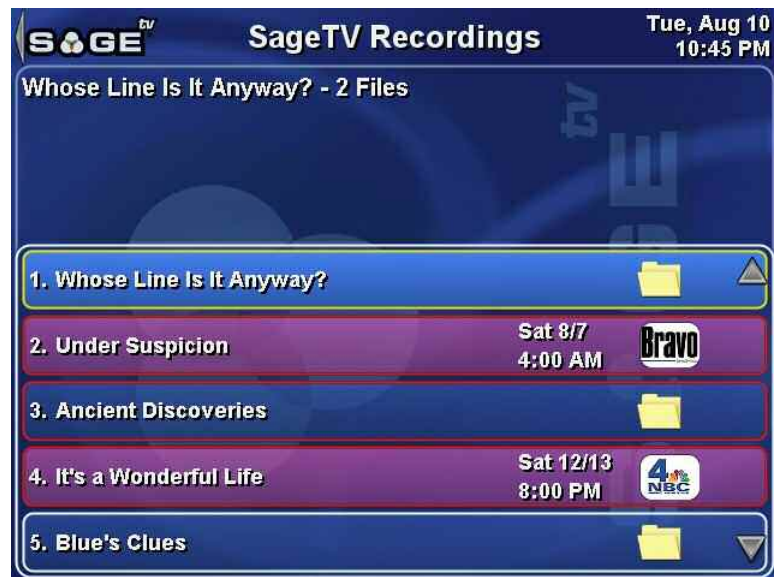 SAGE tv
SageTV Recordings
Tue, Aug 10
10:45 PM
Whose Line Is It Anyway? - 2 Files
1. Whose Line Is It Anyway?
2. Under Suspicion
Sat 8/7
4:00 AM
Bravo
3. Ancient Discoveries
4. It's a Wonderful Life
Sat 12/13
8:00 PM
4 NBC
5. Blue's Clues
SAGE tv